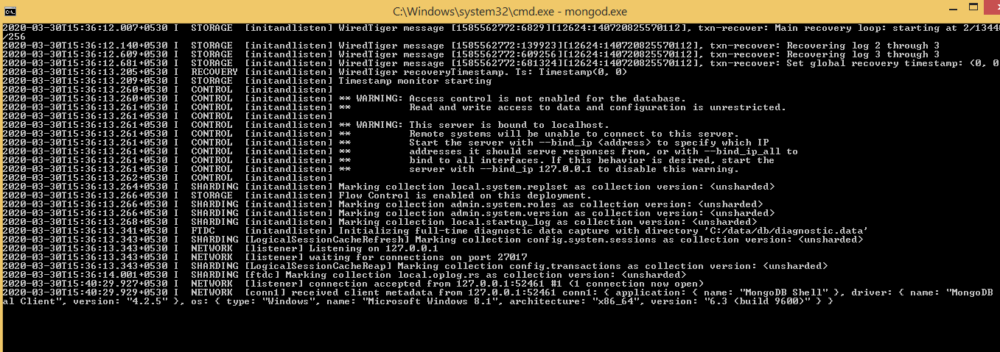 C:\Windows\system32\cmd.exe - mongod.exe
2020-03-30T15:36:12.007+0530 I  STORAGE  [initandlisten] WiredTiger message [1585562772:6829][12624:140720825570112], txn-recover: Main recovery loop: starting at 2/1344
/256
2020-03-30T15:36:12.140+0530 I  STORAGE  [initandlisten] WiredTiger message [1585562772:139923][12624:140720825570112], txn-recover: Recovering log 2 through 3
2020-03-30T15:36:12.609+0530 I  STORAGE  [initandlisten] WiredTiger message [1585562772:609256][12624:140720825570112], txn-recover: Recovering log 3 through 3
2020-03-30T15:36:12.681+0530 I  STORAGE  [initandlisten] WiredTiger message [1585562772:681324][12624:140720825570112], txn-recover: Set global recovery timestamp: (0, 0
2020-03-30T15:36:13.205+0530 I  RECOVERY [initandlisten] WiredTiger recoveryTimestamp. Ts: Timestamp(0, 0)
2020-03-30T15:36:13.209+0530 I  STORAGE  [initandlisten] Timestamp monitor starting
2020-03-30T15:36:13.260+0530 I  CONTROL  [initandlisten]
2020-03-30T15:36:13.260+0530 I  CONTROL  [initandlisten] ** WARNING: Access control is not enabled for the database.
2020-03-30T15:36:13.261+0530 I  CONTROL  [initandlisten] **          Read and write access to data and configuration is unrestricted.
2020-03-30T15:36:13.261+0530 I  CONTROL  [initandlisten]
2020-03-30T15:36:13.261+0530 I  CONTROL  [initandlisten] ** WARNING: This server is bound to localhost.
2020-03-30T15:36:13.261+0530 I  CONTROL  [initandlisten] **          Remote systems will be unable to connect to this server.
2020-03-30T15:36:13.261+0530 I  CONTROL  [initandlisten] **          Start the server with --bind_ip <address> to specify which IP
2020-03-30T15:36:13.261+0530 I  CONTROL  [initandlisten] **          addresses it should serve responses from, or with --bind_ip_all to
2020-03-30T15:36:13.261+0530 I  CONTROL  [initandlisten] **          bind to all interfaces. If this behavior is desired, start the
2020-03-30T15:36:13.261+0530 I  CONTROL  [initandlisten] **          server with --bind_ip 127.0.0.1 to disable this warning.
2020-03-30T15:36:13.262+0530 I  CONTROL  [initandlisten]
2020-03-30T15:36:13.264+0530 I  SHARDING [initandlisten] Marking collection local.system.replset as collection version: <unsharded>
2020-03-30T15:36:13.266+0530 I  STORAGE  [initandlisten] Flow Control is enabled on this deployment.
2020-03-30T15:36:13.266+0530 I  SHARDING [initandlisten] Marking collection admin.system.roles as collection version: <unsharded>
2020-03-30T15:36:13.266+0530 I  SHARDING [initandlisten] Marking collection admin.system.version as collection version: <unsharded>
2020-03-30T15:36:13.268+0530 I  SHARDING [initandlisten] Marking collection local.startup_log as collection version: <unsharded>
2020-03-30T15:36:13.341+0530 I  FTDC     [initandlisten] Initializing full-time diagnostic data capture with directory 'C:/data/db/diagnostic.data'
2020-03-30T15:36:13.343+0530 I  SHARDING [LogicalSessionCacheRefresh] Marking collection config.system.sessions as collection version: <unsharded>
2020-03-30T15:36:13.343+0530 I  NETWORK  [listener] Listening on 127.0.0.1
2020-03-30T15:36:13.343+0530 I  NETWORK  [listener] waiting for connections on port 27017
2020-03-30T15:36:13.343+0530 I  SHARDING [LogicalSessionCacheReap] Marking collection config.transactions as collection version: <unsharded>
2020-03-30T15:36:14.001+0530 I  SHARDING [ftdc] Marking collection local.oplog.rs as collection version: <unsharded>
2020-03-30T15:40:29.927+0530 I  NETWORK  [listener] connection accepted from 127.0.0.1:52461 #1 (1 connection now open)
2020-03-30T15:40:29.929+0530 I  NETWORK  [conn1] received client metadata from 127.0.0.1:52461 conn1: { application: { name: "MongoDB Shell" }, driver: { name: "MongoDB
al Client", version: "4.2.5" }, os: { type: "Windows", name: "Microsoft Windows 8.1", architecture: "x86_64", version: "6.3 (build 9600)" } }